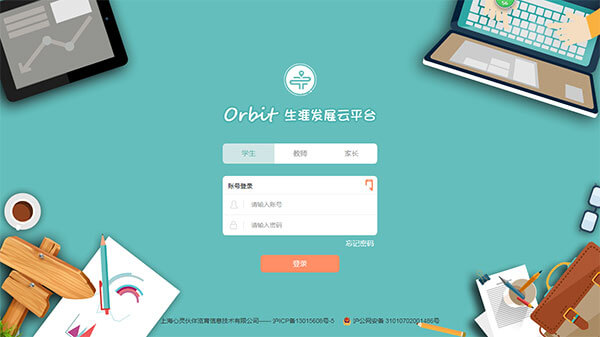 Orbit 生涯发展云平台
学生 教师 家长
账号登录
请输入账号
请输入密码
忘记密码
登录
上海心灵伙伴涴育信息技术有限公司—— 沪ICP备13015608号-5 沪公网安备 31010702001486号